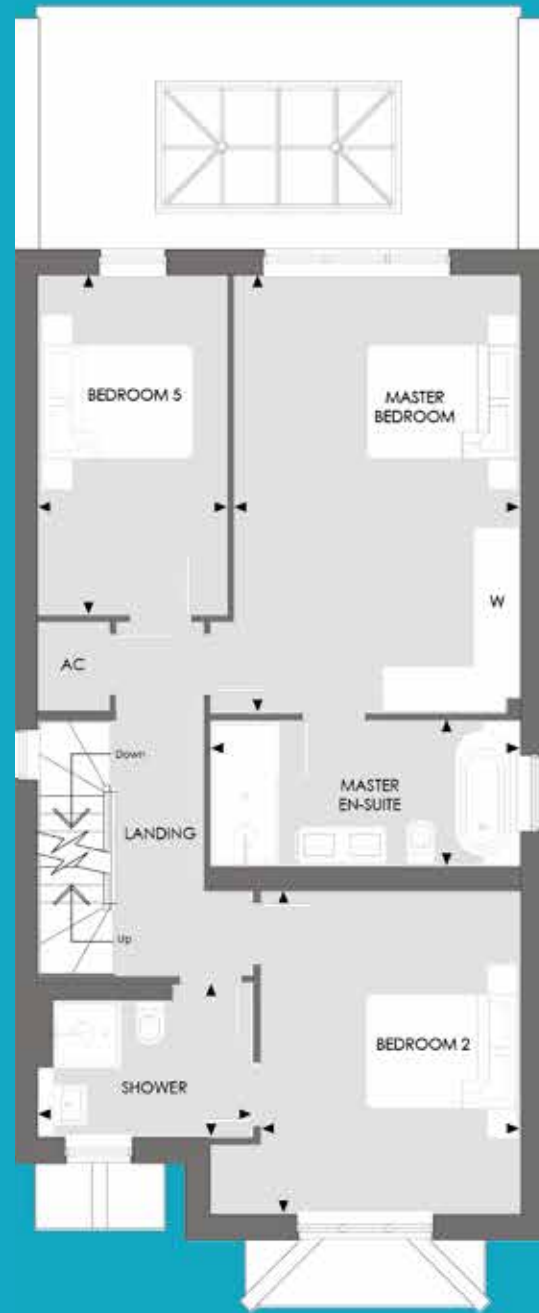 BEDROOM 5
MASTER
BEDROOM
W
AC
Down
MASTER
EN-SUITE
LANDING
Up
BEDROOM 2
SHOWER